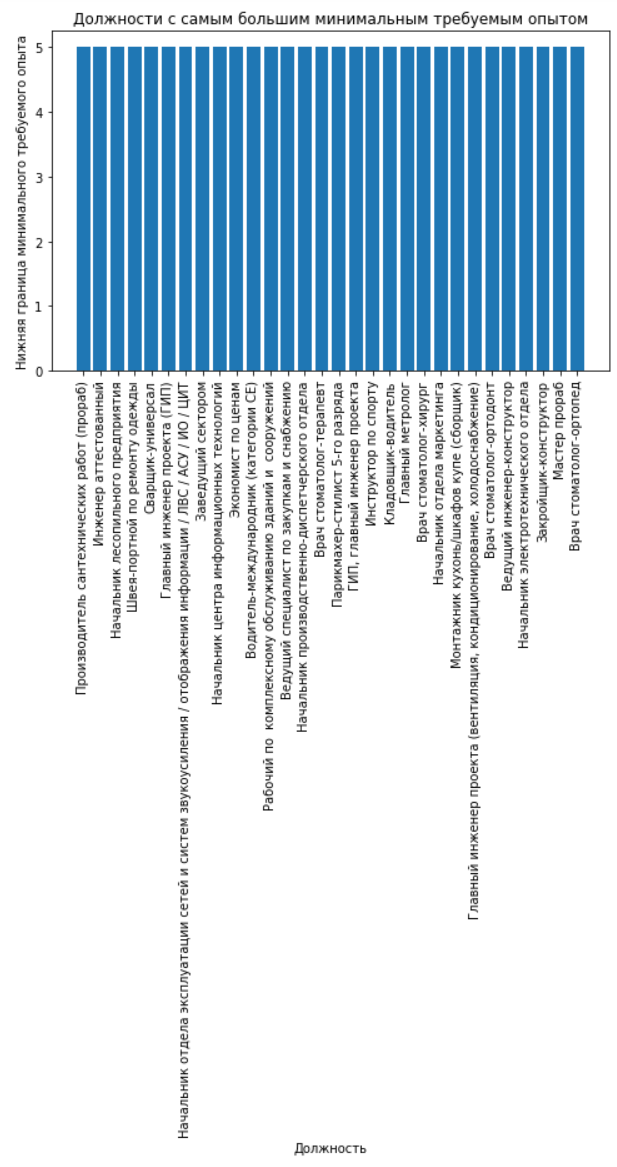 Должности с самым большим минимальным требуемым опытом
Нижняя граница минимального требуемого опыта
5
4
3
2
1
0
Производитель сантехнических работ (прораб)
Инженер аттестованный
Начальник лесопильного предприятия
Швея-портной по ремонту одежды
Сварщик-универсал
Главный инженер проекта (ГИП)
Начальник отдела эксплуатации сетей и систем звукоусиления / отображения информации / ЛВС / АСУ / ИО / ЦИТ
Заведущий сектором
Начальник центра информационных технологий
Экономист по ценам
Водитель-международник (категории СЕ)
Рабочий по  комплексному обслуживанию зданий и  сооружений
Ведущий специалист по закупкам и снабжению
Начальник производственно-диспетчерского отдела
Врач стоматолог-терапевт
Парикмахер-стилист 5-го разряда
ГИП, главный инженер проекта
Инструктор по спорту
Кладовщик-водитель
Главный метролог
Врач стоматолог-хирург
Начальник отдела маркетинга
Монтажник кухонь/шкафов купе (сборщик)
Главный инженер проекта (вентиляция, кондиционирование, холодоснабжение)
Врач стоматолог-ортодонт
Ведущий инженер-конструктор
Начальник электротехнического отдела
Закройщик-конструктор
Мастер прораб
Врач стоматолог-ортопед
Должность